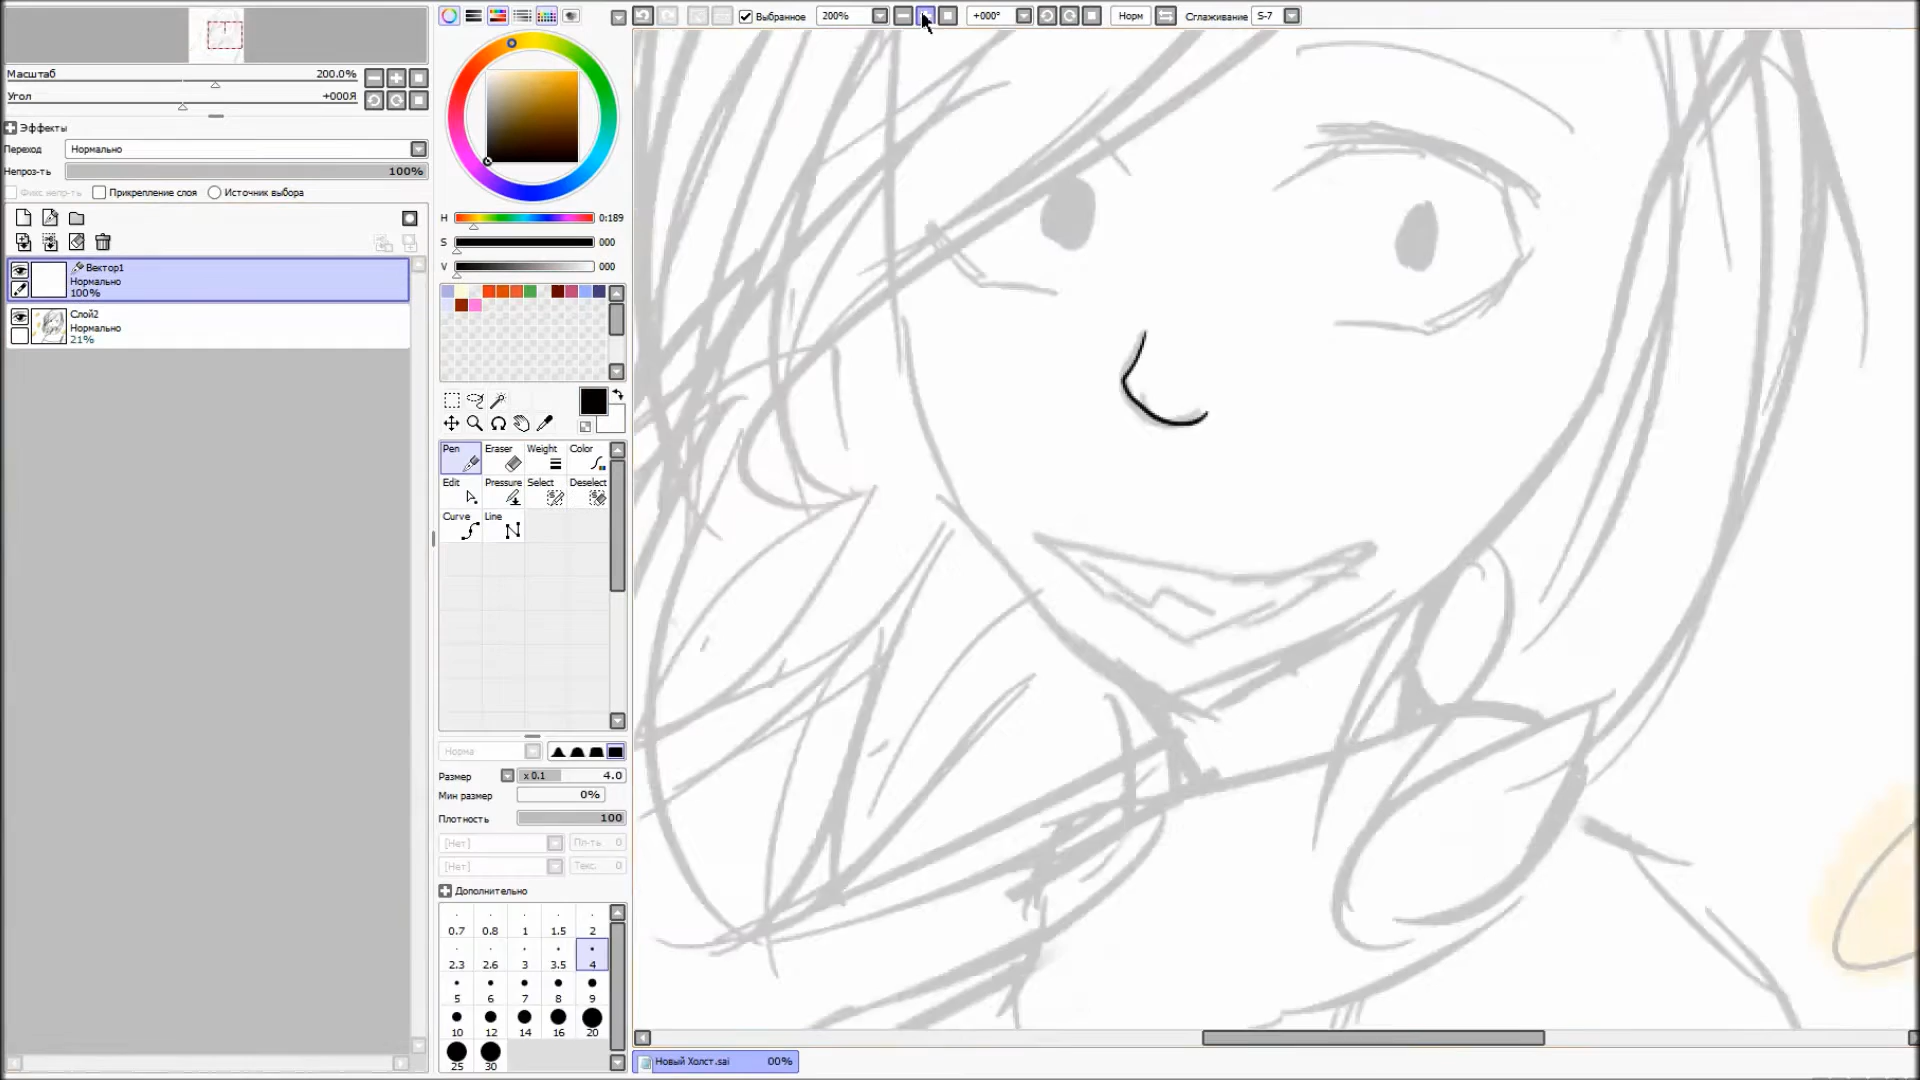 Выбранное
200%
+000°
Норм
Сглаживание
S-7
Масштаб
200.0%
Угол
+000Я
Эффекты
Переход
Нормально
Непроз-ть
100%
Фикс непр-ть
Прикрепление слоя
Источник выбора
Вектор1
Нормально
100%
Слой2
Нормально
21%
H
0:189
S
000
V
000
Pen
Eraser
Weight
Color
Edit
Pressure
Select
Deselect
Curve
Line
Норма
Размер
x 0.1
4.0
Мин размер
0%
Плотность
100
[Нет]
Пл-ть
0
[Нет]
Текс.
0
Дополнительно
0.7 0.8 1 1.5 2
2.3 2.6 3 3.5 4
5 6 7 8 9
10 12 14 16 20
25 30
Новый Холст.sai
00%